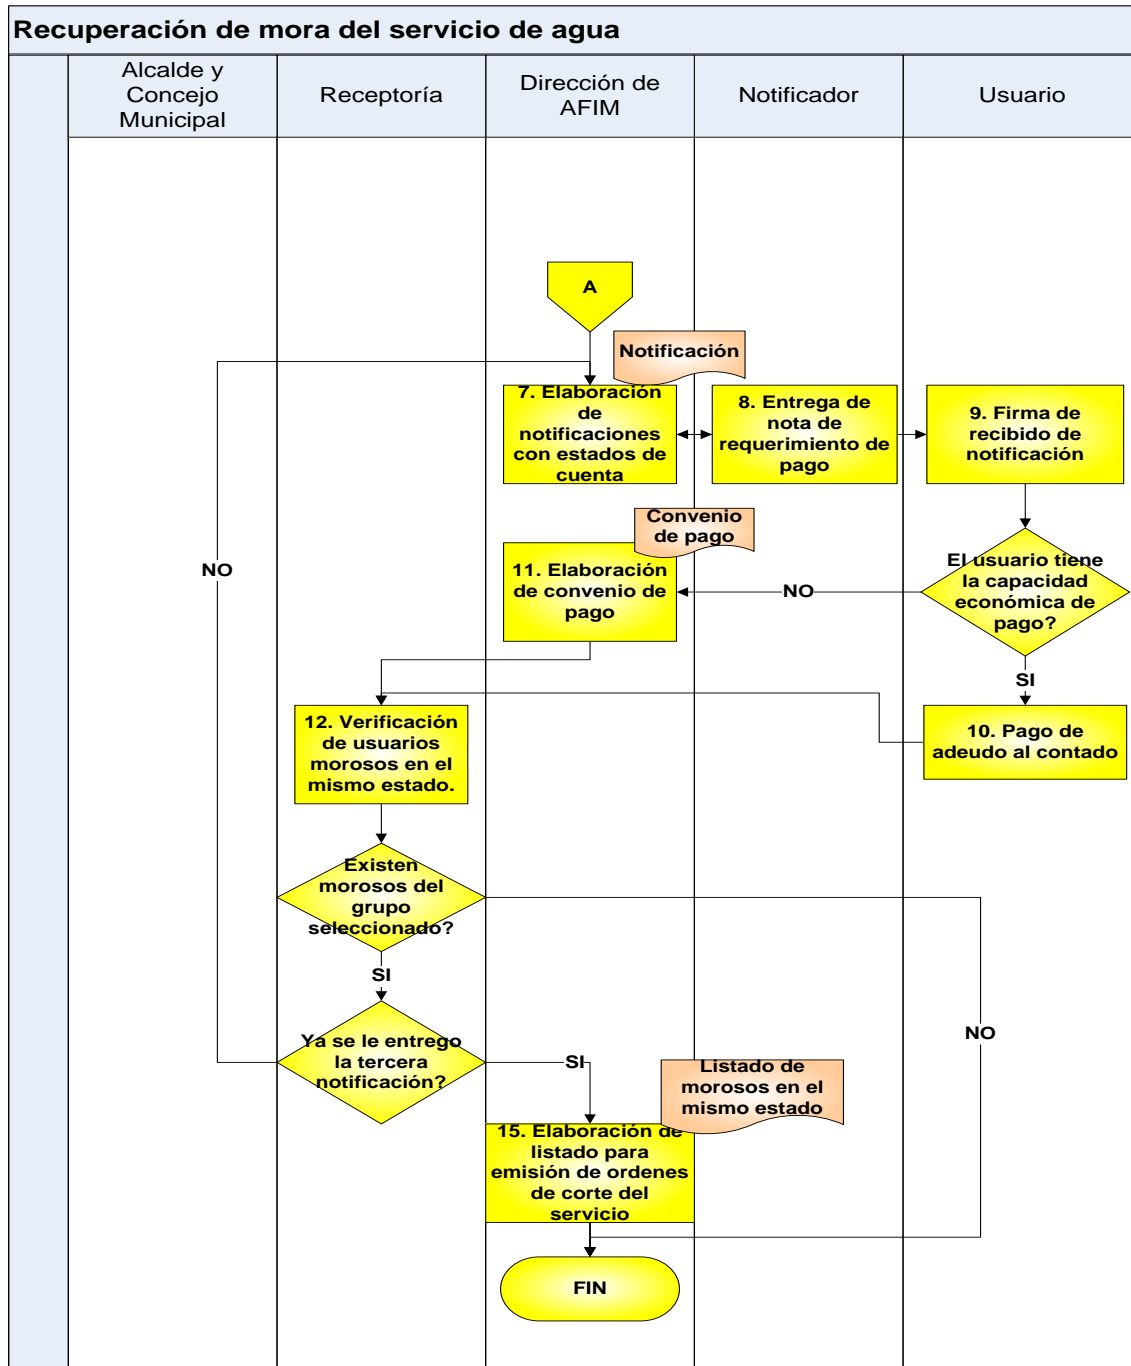 Recuperación de mora del servicio de agua
Alcalde y
Concejo
Municipal
Receptoría
Dirección de
AFIM
Notificador
Usuario
A
Notificación
7. Elaboración
de
notificaciones
con estados de
cuenta
8. Entrega de
nota de
requerimiento de
pago
9. Firma de
recibido de
notificación
Convenio
de pago
El usuario tiene
la capacidad
económica de
pago?
NO
11. Elaboración
de convenio de
pago
NO
SI
12. Verificación
de usuarios
morosos en el
mismo estado.
10. Pago de
adeudo al contado
Existen
morosos del
grupo
seleccionado?
SI
NO
Ya se le entrego
la tercera
notificación?
SI
Listado de
morosos en el
mismo estado
15. Elaboración de
listado para
emisión de ordenes
de corte del
servicio
FIN